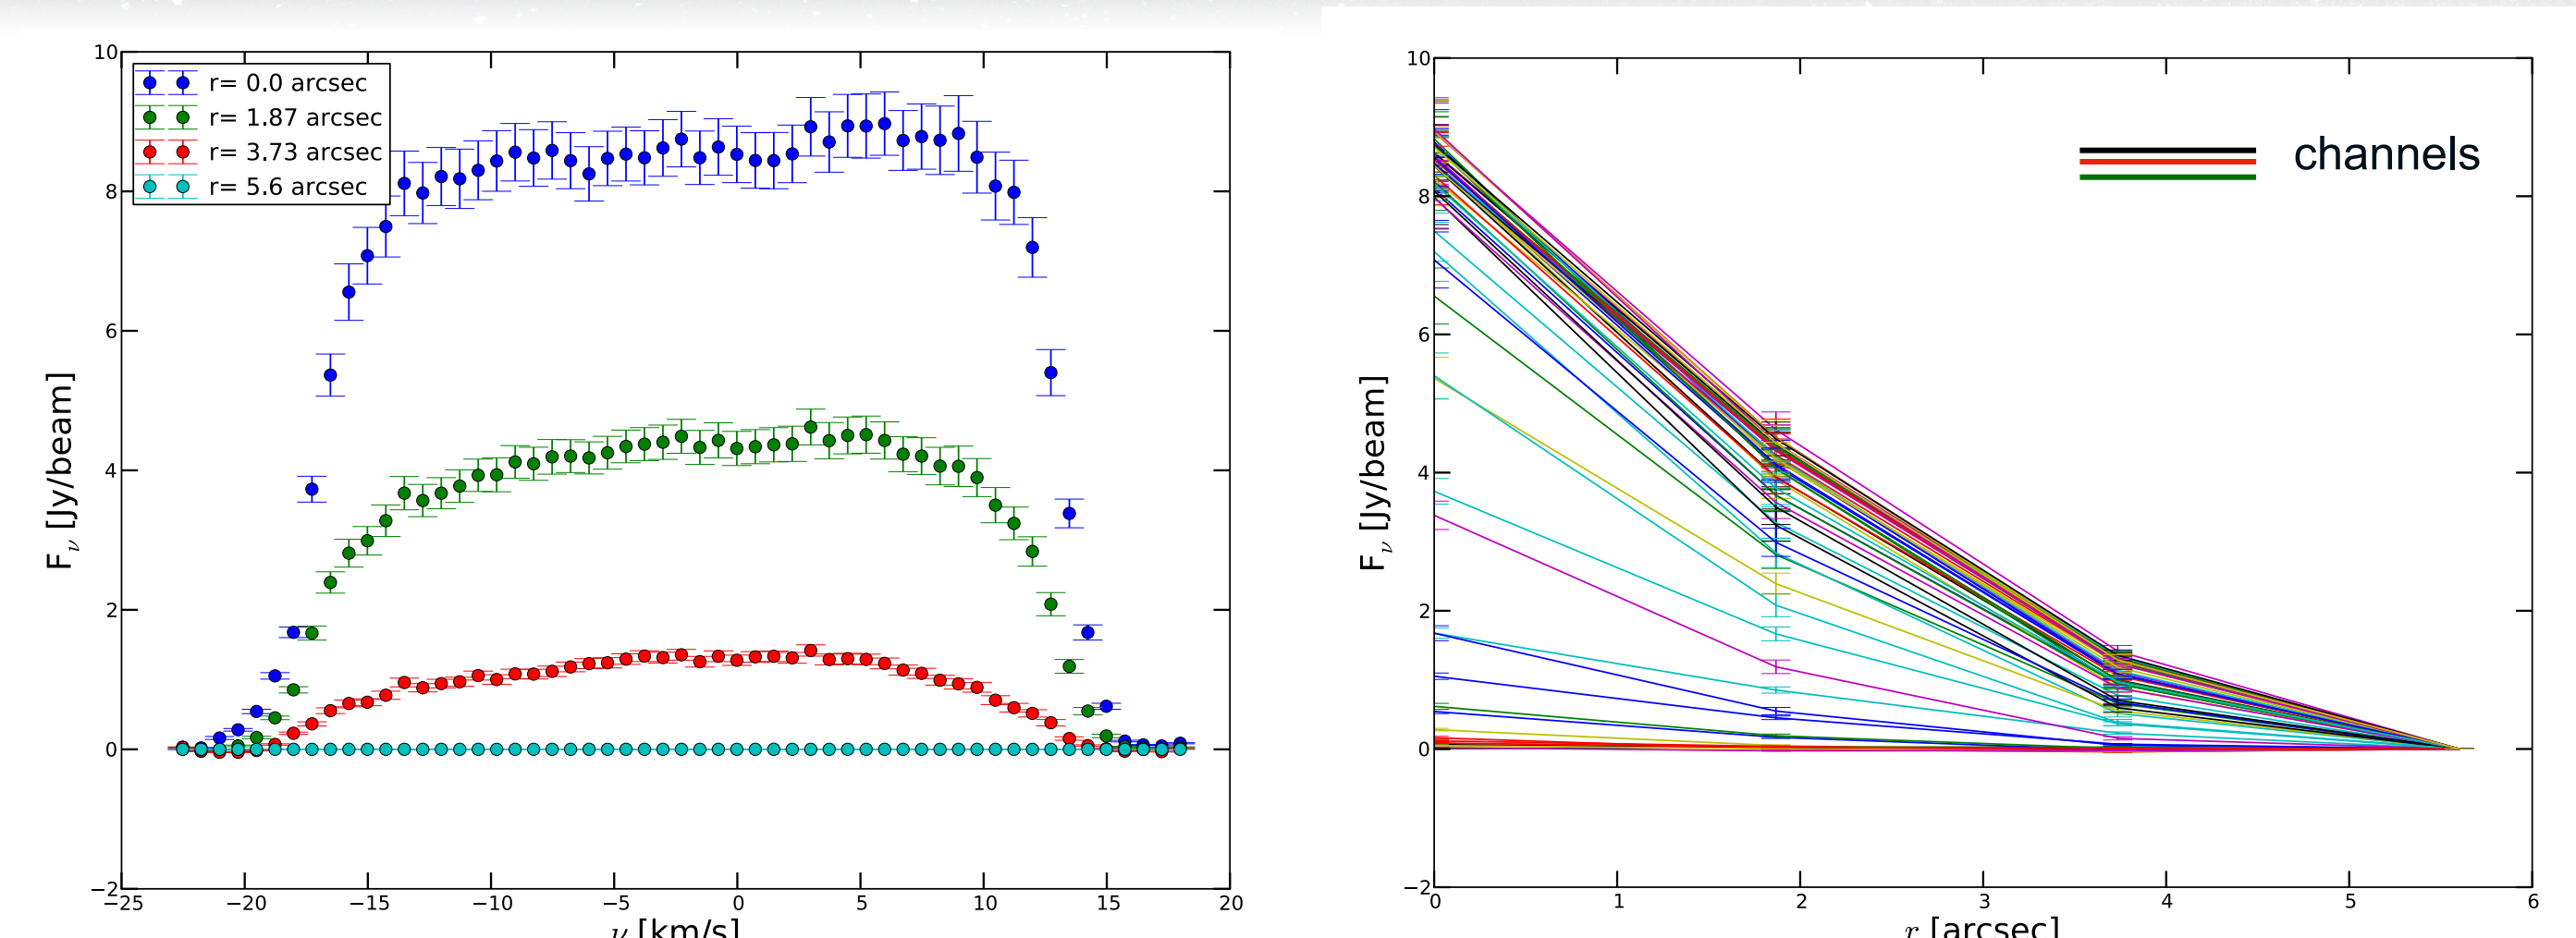 10
8
6
4
2
0
−2
F_ν [Jy/beam]
r= 0.0 arcsec
r= 1.87 arcsec
r= 3.73 arcsec
r= 5.6 arcsec
−25 −20 −15 −10 −5 0 5 10 15 20
ν [km/s]
10
8
6
4
2
0
−2
F_ν [Jy/beam]
channels
0 1 2 3 4 5 6
r [arcsec]